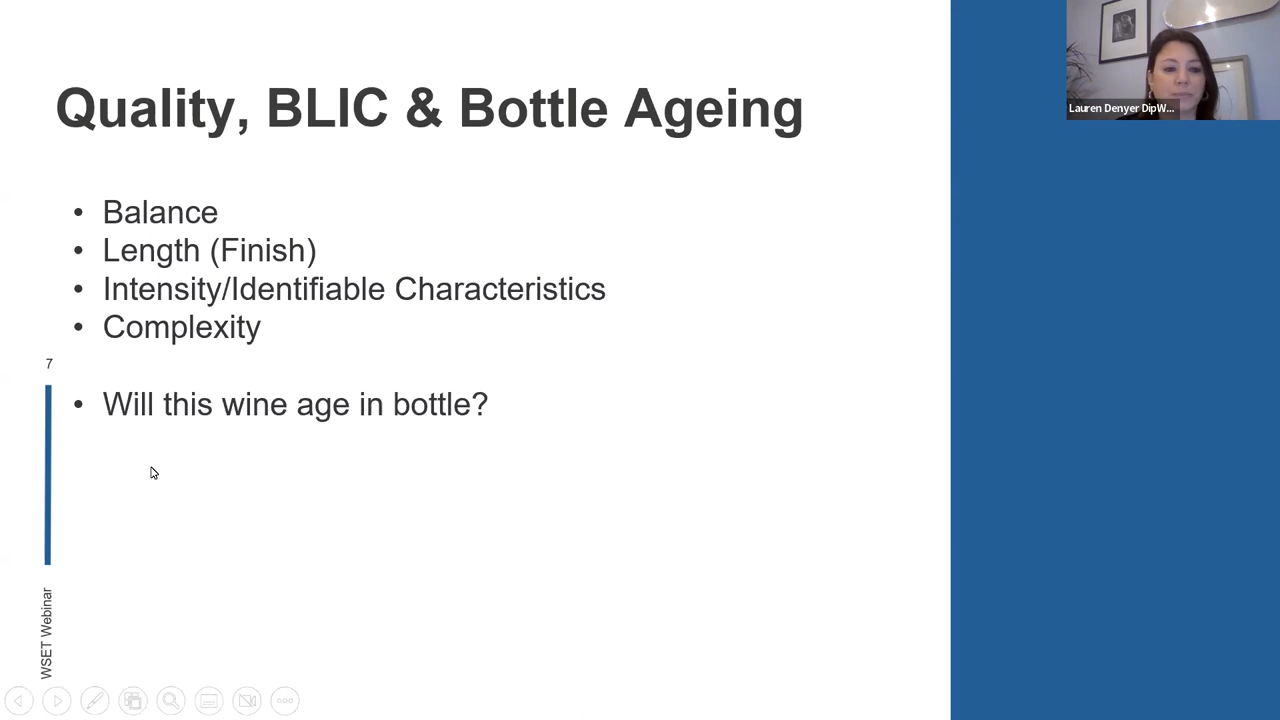 Quality, BLIC & Bottle Ageing
Lauren Denyer DipW...
• Balance
• Length (Finish)
• Intensity/Identifiable Characteristics
• Complexity
7
• Will this wine age in bottle?
WSET Webinar